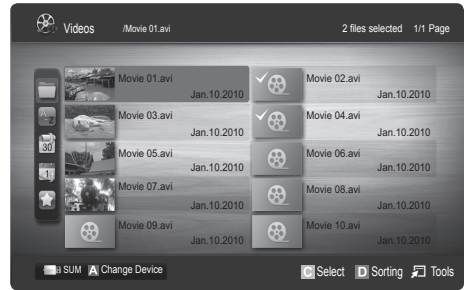 Videos /Movie 01.avi 2 files selected 1/1 Page
Movie 01.avi Movie 02.avi
Jan.10.2010 Jan.10.2010
Movie 03.avi Movie 04.avi
Jan.10.2010 Jan.10.2010
Movie 05.avi Movie 06.avi
Jan.10.2010 Jan.10.2010
Movie 07.avi Movie 08.avi
Jan.10.2010 Jan.10.2010
Movie 09.avi Movie 10.avi
Jan.10.2010 Jan.10.2010
A Z
30
1
SUM A Change Device C Select D Sorting Tools